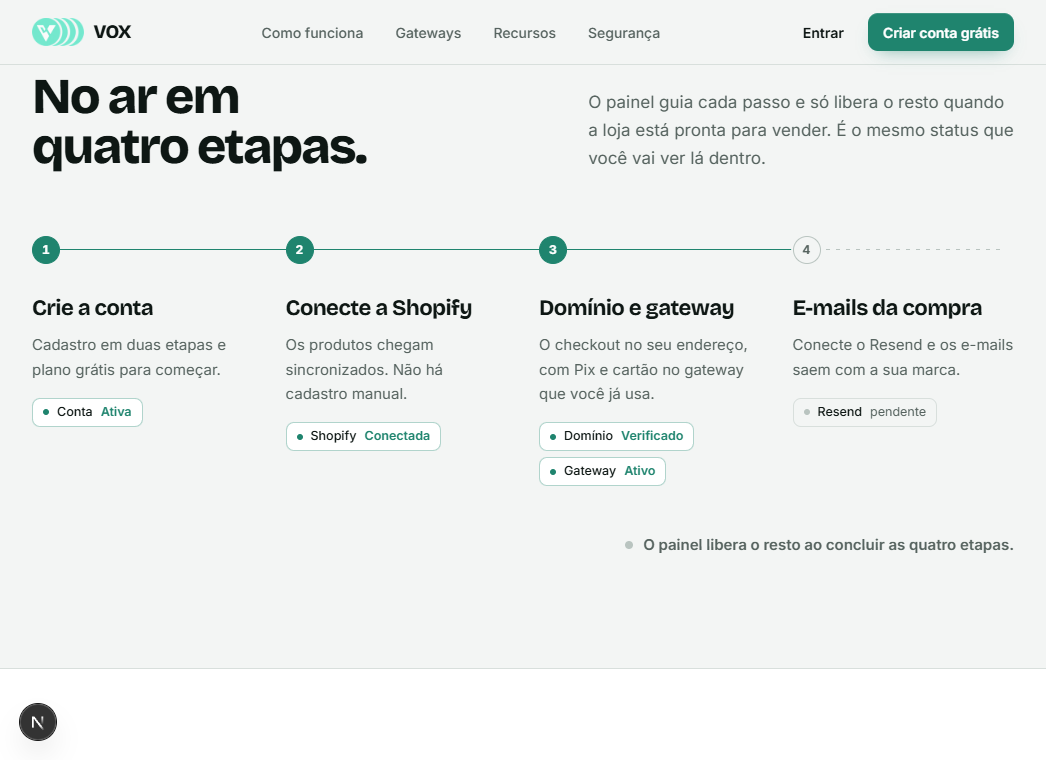 VOX
Como funciona
Gateways
Recursos
Segurança
Entrar
Criar conta grátis
No ar em
quatro etapas.
O painel guia cada passo e só libera o resto quando
a loja está pronta para vender. É o mesmo status que
você vai ver lá dentro.
1
2
3
4
Crie a conta
Cadastro em duas etapas e
plano grátis para começar.
Conta Ativa
Conecte a Shopify
Os produtos chegam
sincronizados. Não há
cadastro manual.
Shopify Conectada
Domínio e gateway
O checkout no seu endereço,
com Pix e cartão no gateway
que você já usa.
Domínio Verificado
Gateway Ativo
E-mails da compra
Conecte o Resend e os e-mails
saem com a sua marca.
Resend pendente
O painel libera o resto ao concluir as quatro etapas.
N